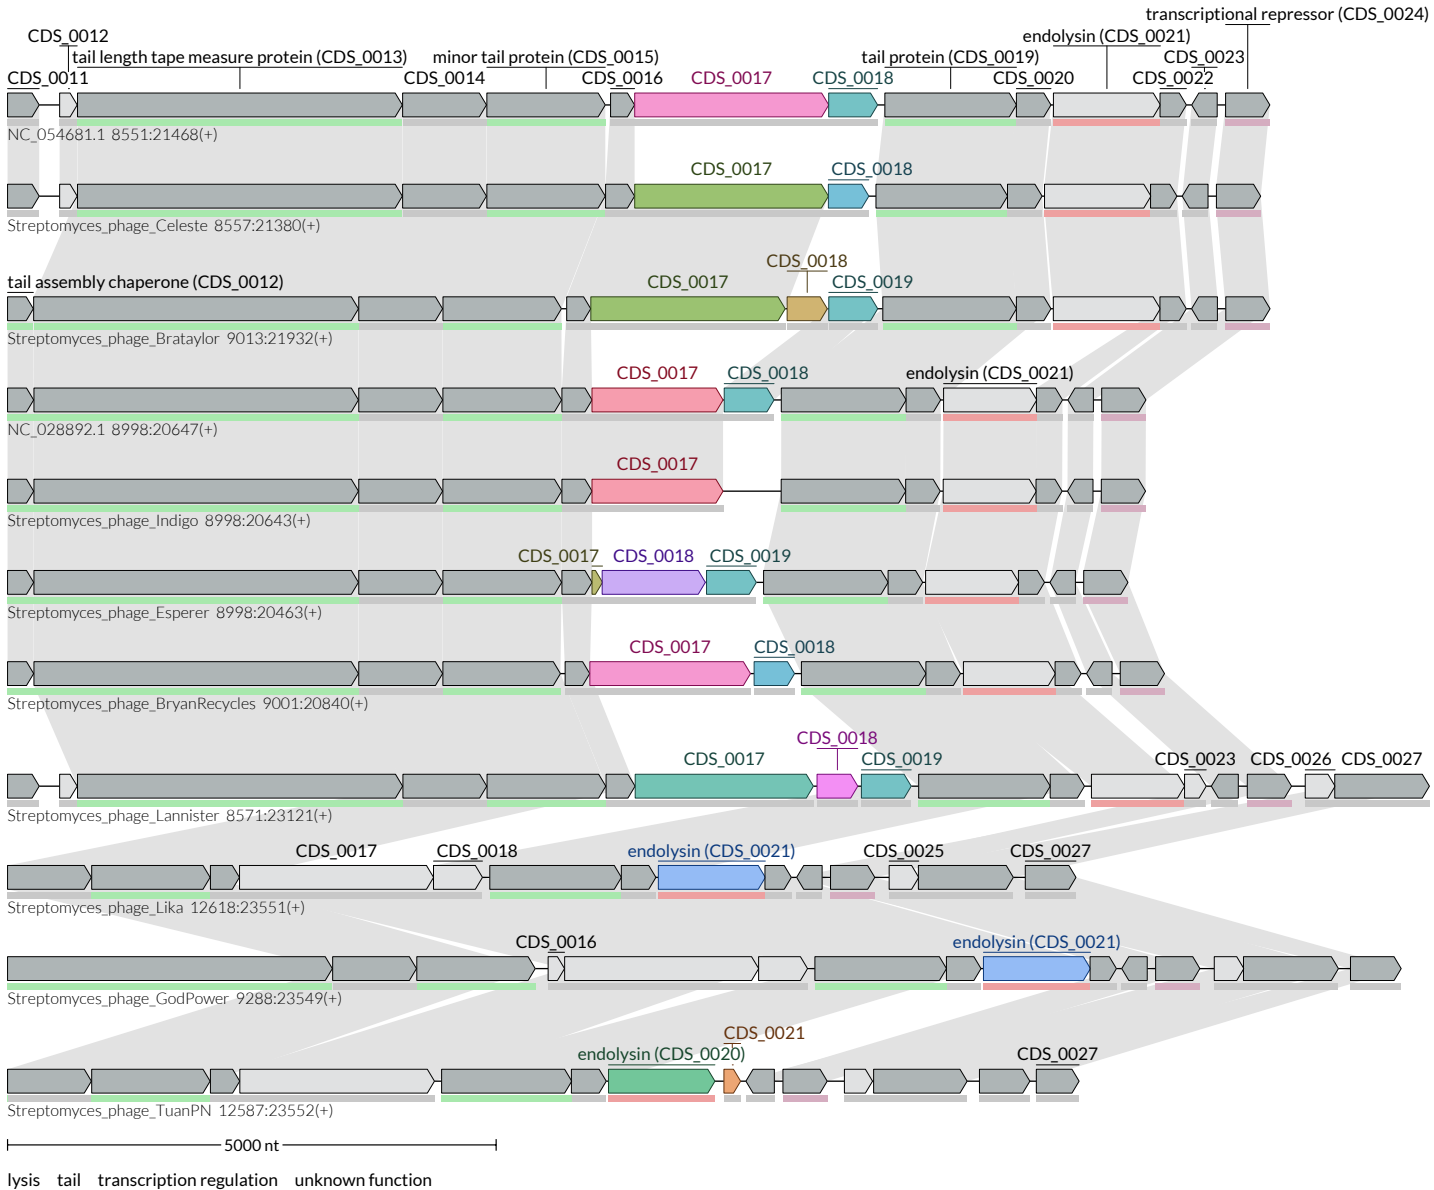 transcriptional repressor (CDS_0024)
CDS_0012 endolysin (CDS_0021)
tail length tape measure protein (CDS_0013) minor tail protein (CDS_0015) tail protein (CDS_0019) CDS_0023
CDS_0011 CDS_0014 CDS_0016 CDS_0017 CDS_0018 CDS_0020 CDS_0022
NC_054681.1 8551:21468(+)
CDS_0017 CDS_0018
Streptomyces_phage_Celeste 8557:21380(+)
CDS_0018
tail assembly chaperone (CDS_0012) CDS_0017 CDS_0019
Streptomyces_phage_Brataylor 9013:21932(+)
CDS_0017 CDS_0018 endolysin (CDS_0021)
NC_028892.1 8998:20647(+)
CDS_0017
Streptomyces_phage_Indigo 8998:20643(+)
CDS_0017 CDS_0018 CDS_0019
Streptomyces_phage_Esperer 8998:20463(+)
CDS_0017 CDS_0018
Streptomyces_phage_BryanRecycles 9001:20840(+)
CDS_0018
CDS_0017 CDS_0019 CDS_0023 CDS_0026 CDS_0027
Streptomyces_phage_Lannister 8571:23121(+)
CDS_0017 CDS_0018 endolysin (CDS_0021) CDS_0025 CDS_0027
Streptomyces_phage_Lika 12618:23551(+)
CDS_0016 endolysin (CDS_0021)
Streptomyces_phage_GodPower 9288:23549(+)
CDS_0021
endolysin (CDS_0020) CDS_0027
Streptomyces_phage_TuanPN 12587:23552(+)
5000 nt
lysis tail transcription regulation unknown function